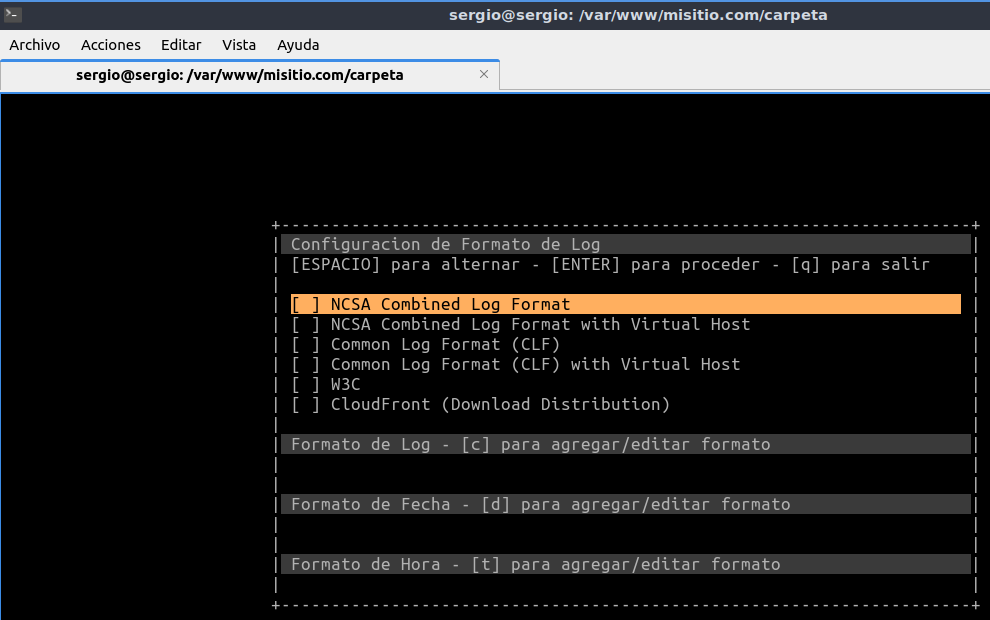 sergio@sergio: /var/www/misitio.com/carpeta
Archivo Acciones Editar Vista Ayuda
sergio@sergio: /var/www/misitio.com/carpeta ×
+---------------------------------------------------------------------+
| Configuracion de Formato de Log |
| [ESPACIO] para alternar - [ENTER] para proceder - [q] para salir |
| [ ] NCSA Combined Log Format |
| [ ] NCSA Combined Log Format with Virtual Host |
| [ ] Common Log Format (CLF) |
| [ ] Common Log Format (CLF) with Virtual Host |
| [ ] W3C |
| [ ] CloudFront (Download Distribution) |
| Formato de Log - [c] para agregar/editar formato |
| Formato de Fecha - [d] para agregar/editar formato |
| Formato de Hora - [t] para agregar/editar formato |
+---------------------------------------------------------------------+